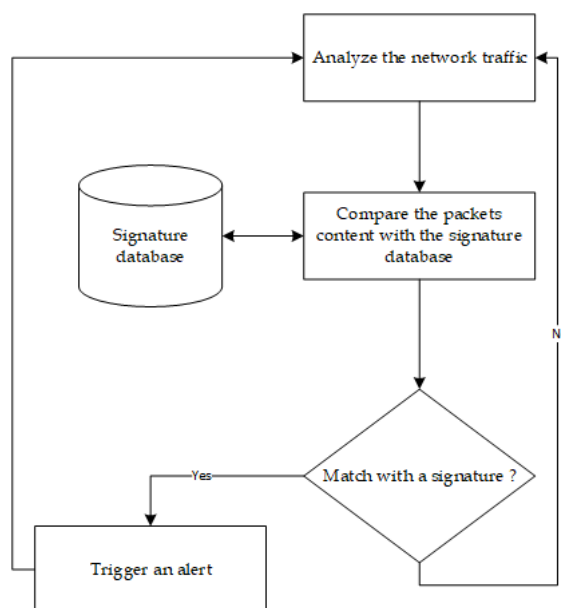 Analyze the network traffic
Signature
database
Compare the packets
content with the signature
database
N
Match with a signature ?
Yes
Trigger an alert